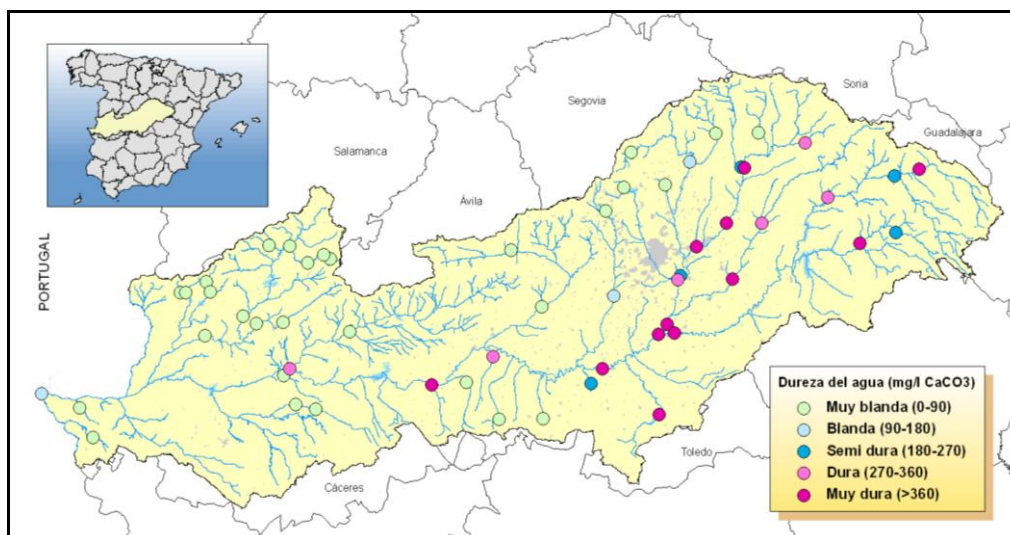 Soria
Segovia
Guadalajara
Salamanca
Ávila
PORTUGAL
Toledo
Cáceres
Dureza del agua (mg/l CaCO3)
Muy blanda (0-90)
Blanda (90-180)
Semi dura (180-270)
Dura (270-360)
Muy dura (>360)